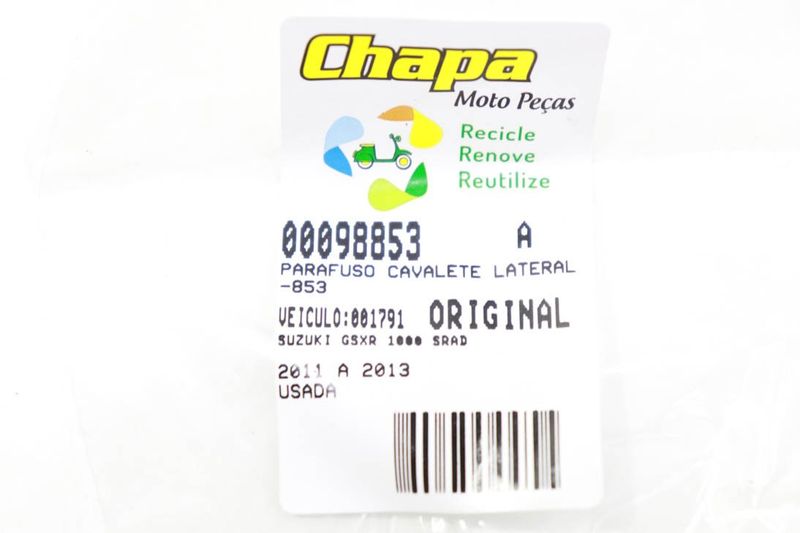 Chapa
Moto Peças
Recicle
Renove
Reutilize
00098853 A
PARAFUSO CAVALETE LATERAL
-853
VEICULO:001791 ORIGINAL
SUZUKI GSXR 1000 SRAD
2011 A 2013
USADA